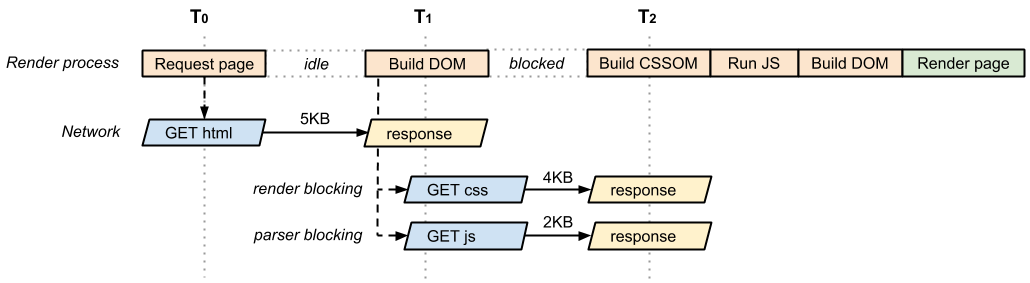 T0 T1 T2
Render process Request page idle Build DOM blocked Build CSSOM Run JS Build DOM Render page
Network GET html 5KB response
render blocking GET css 4KB response
parser blocking GET js 2KB response